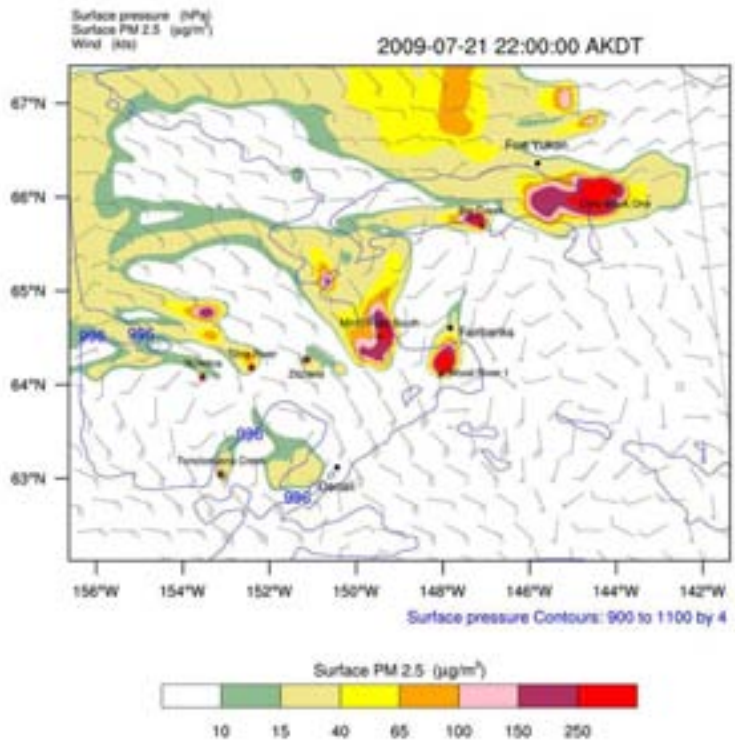 Surface pressure (hPa)
Surface PM 2.5 (μg/m³)
Wind (kts)
2009-07-21 22:00:00 AKDT
67°N
Fort Yukon
66°N
65°N
South
996 996
Fairbanks
64°N
996
63°N
Denali
996
156°W 154°W 152°W 150°W 148°W 146°W 144°W 142°W
Surface pressure Contours: 900 to 1100 by 4
Surface PM 2.5 (μg/m³)
10 15 40 65 100 150 250